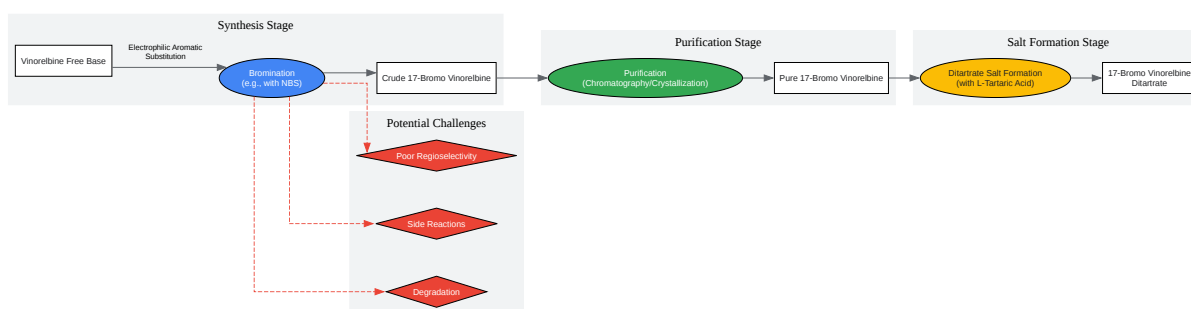 Synthesis Stage
Vinorelbine Free Base
Electrophilic Aromatic
Substitution
Bromination
(e.g., with NBS)
Crude 17-Bromo Vinorelbine
Purification Stage
Purification
(Chromatography/Crystallization)
Pure 17-Bromo Vinorelbine
Salt Formation Stage
Ditartrate Salt Formation
(with L-Tartaric Acid)
17-Bromo Vinorelbine
Ditartrate
Potential Challenges
Poor Regioselectivity
Side Reactions
Degradation